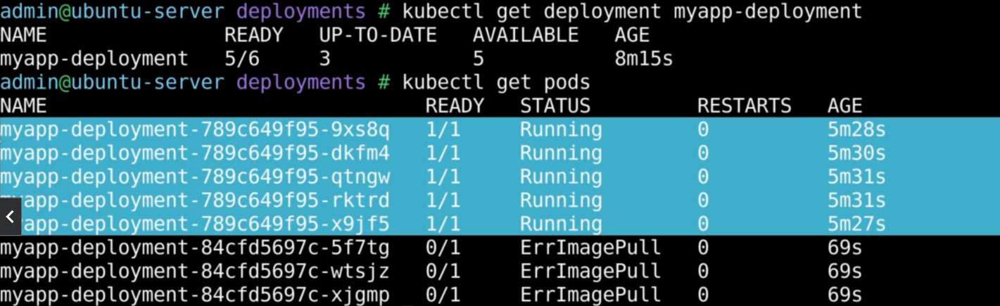 admin@ubuntu-server deployments # kubectl get deployment myapp-deployment
NAME READY UP-TO-DATE AVAILABLE AGE
myapp-deployment 5/6 3 5 8m15s
admin@ubuntu-server deployments # kubectl get pods
NAME READY STATUS RESTARTS AGE
myapp-deployment-789c649f95-9xs8q 1/1 Running 0 5m28s
myapp-deployment-789c649f95-dkfm4 1/1 Running 0 5m30s
myapp-deployment-789c649f95-qtngw 1/1 Running 0 5m31s
myapp-deployment-789c649f95-rktrd 1/1 Running 0 5m31s
app-deployment-789c649f95-x9jf5 1/1 Running 0 5m27s
myapp-deployment-84cfd5697c-5f7tg 0/1 ErrImagePull 0 69s
myapp-deployment-84cfd5697c-wtsjz 0/1 ErrImagePull 0 69s
myapp-deployment-84cfd5697c-xjgmp 0/1 ErrImagePull 0 69s